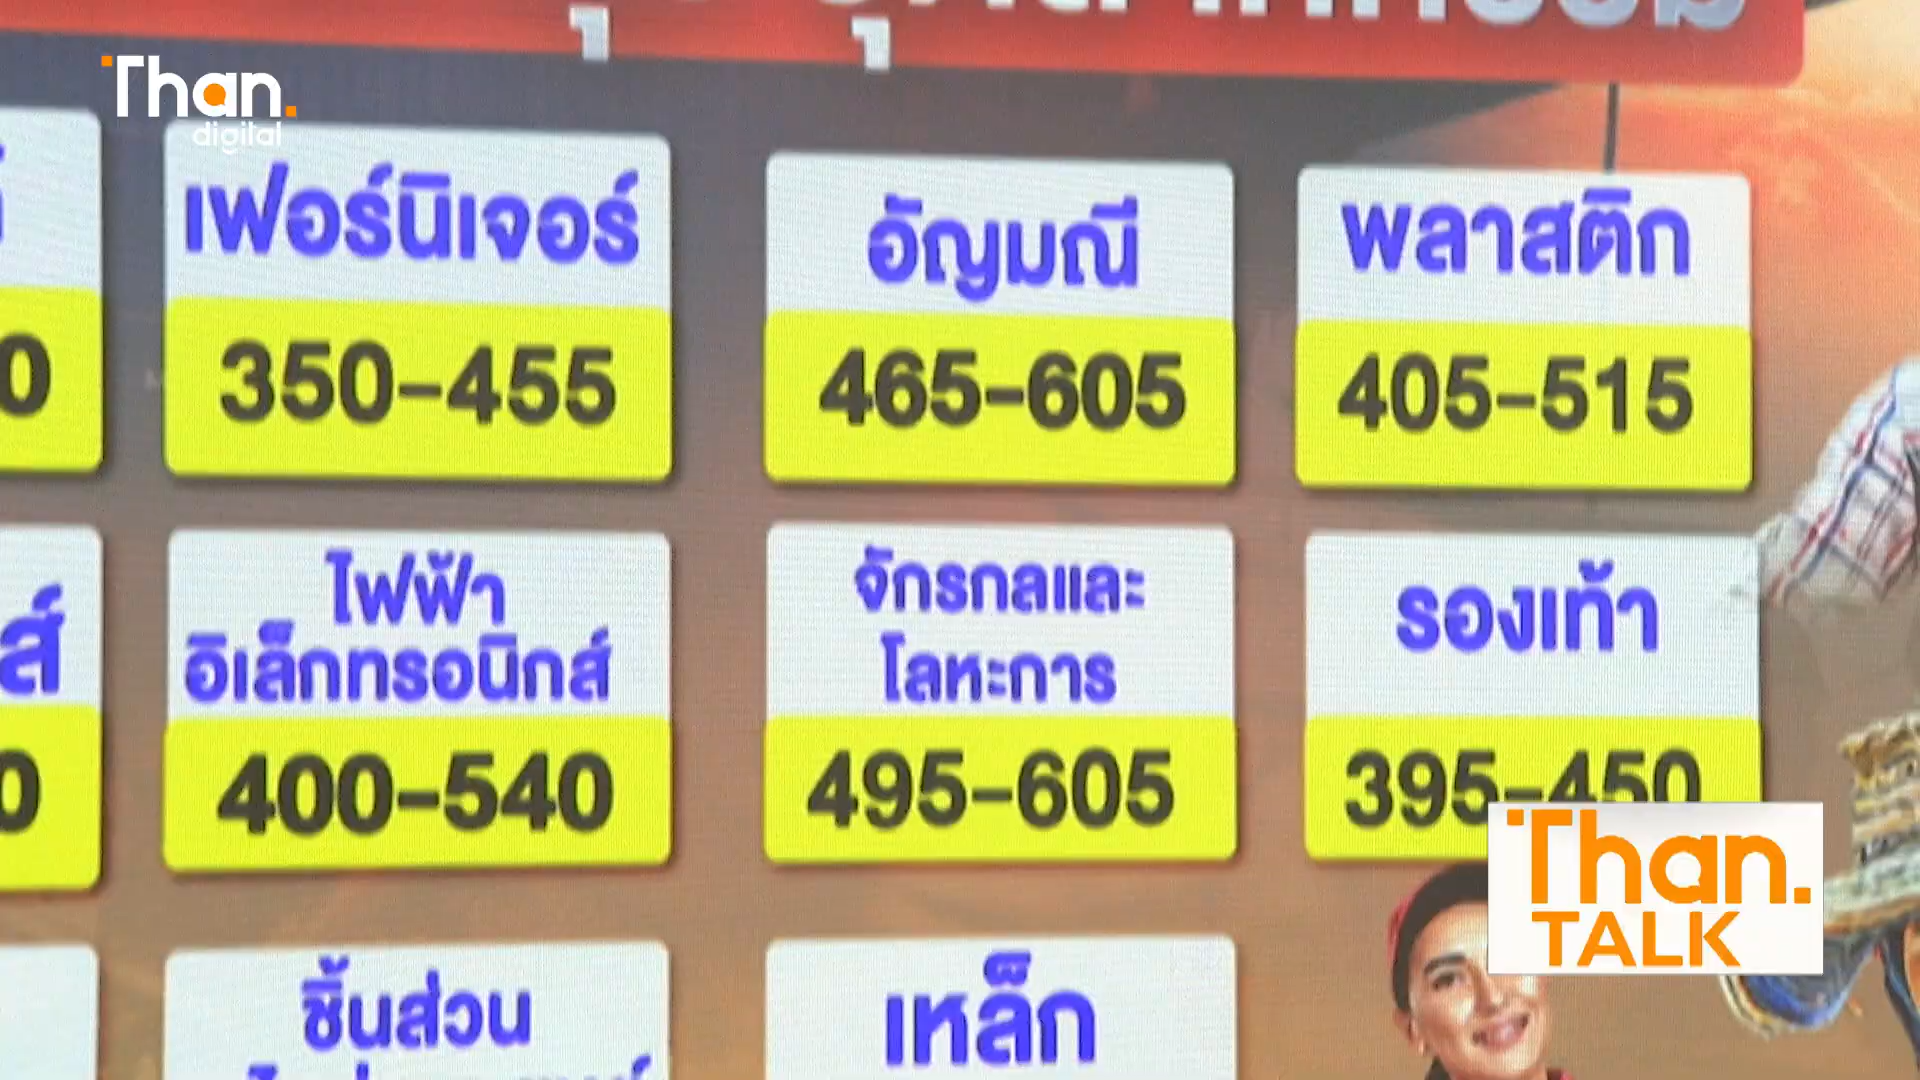 Than.
digital
เฟอร์นิเจอร์
อัญมณี
พลาสติก
0
350-455
465-605
405-515
ส์
ไฟฟ้า
อิเล็กทรอนิกส์
จักรกลและ
โลหะการ
รองเท้า
0
400-540
495-605
395-450
Than.
TALK
ชิ้นส่วน
เหล็ก